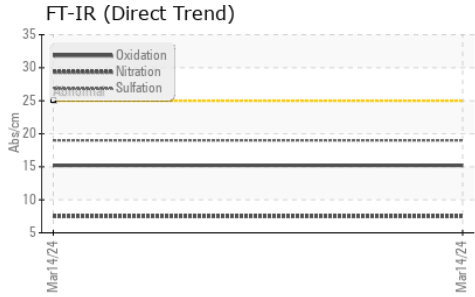 FT-IR (Direct Trend)
35
Oxidation
30
Nitration
Sulfation
Abnormal
25
Abs/cm
20
15
10
5
Mar14/24
Mar14/24